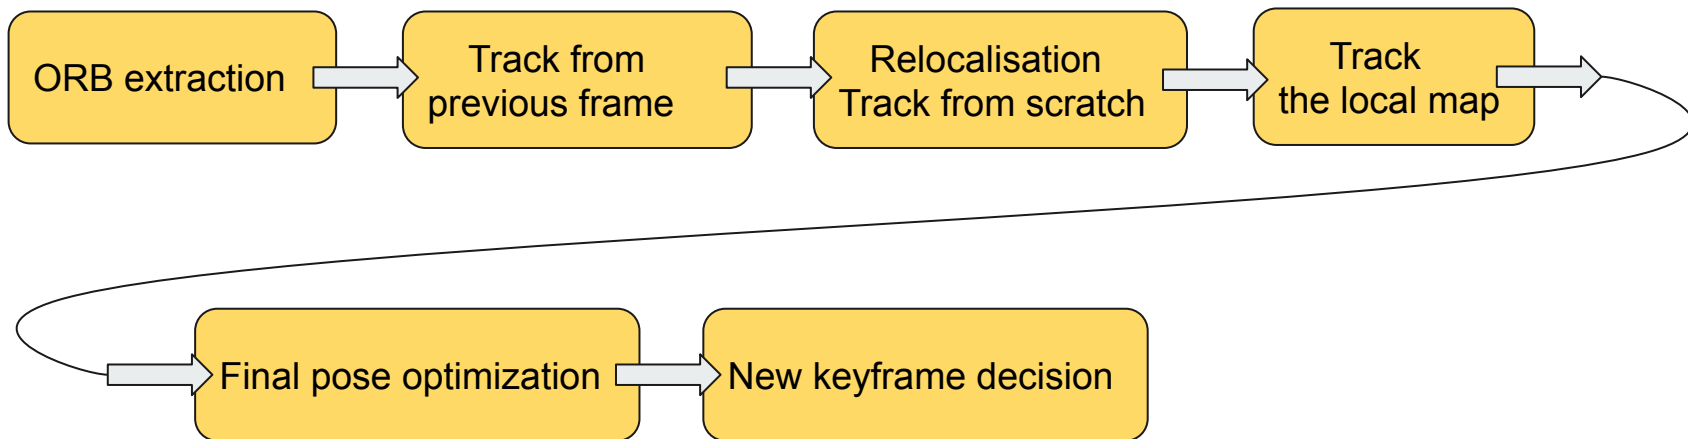 ORB extraction
Track from
previous frame
Relocalisation
Track from scratch
Track
the local map
Final pose optimization
New keyframe decision